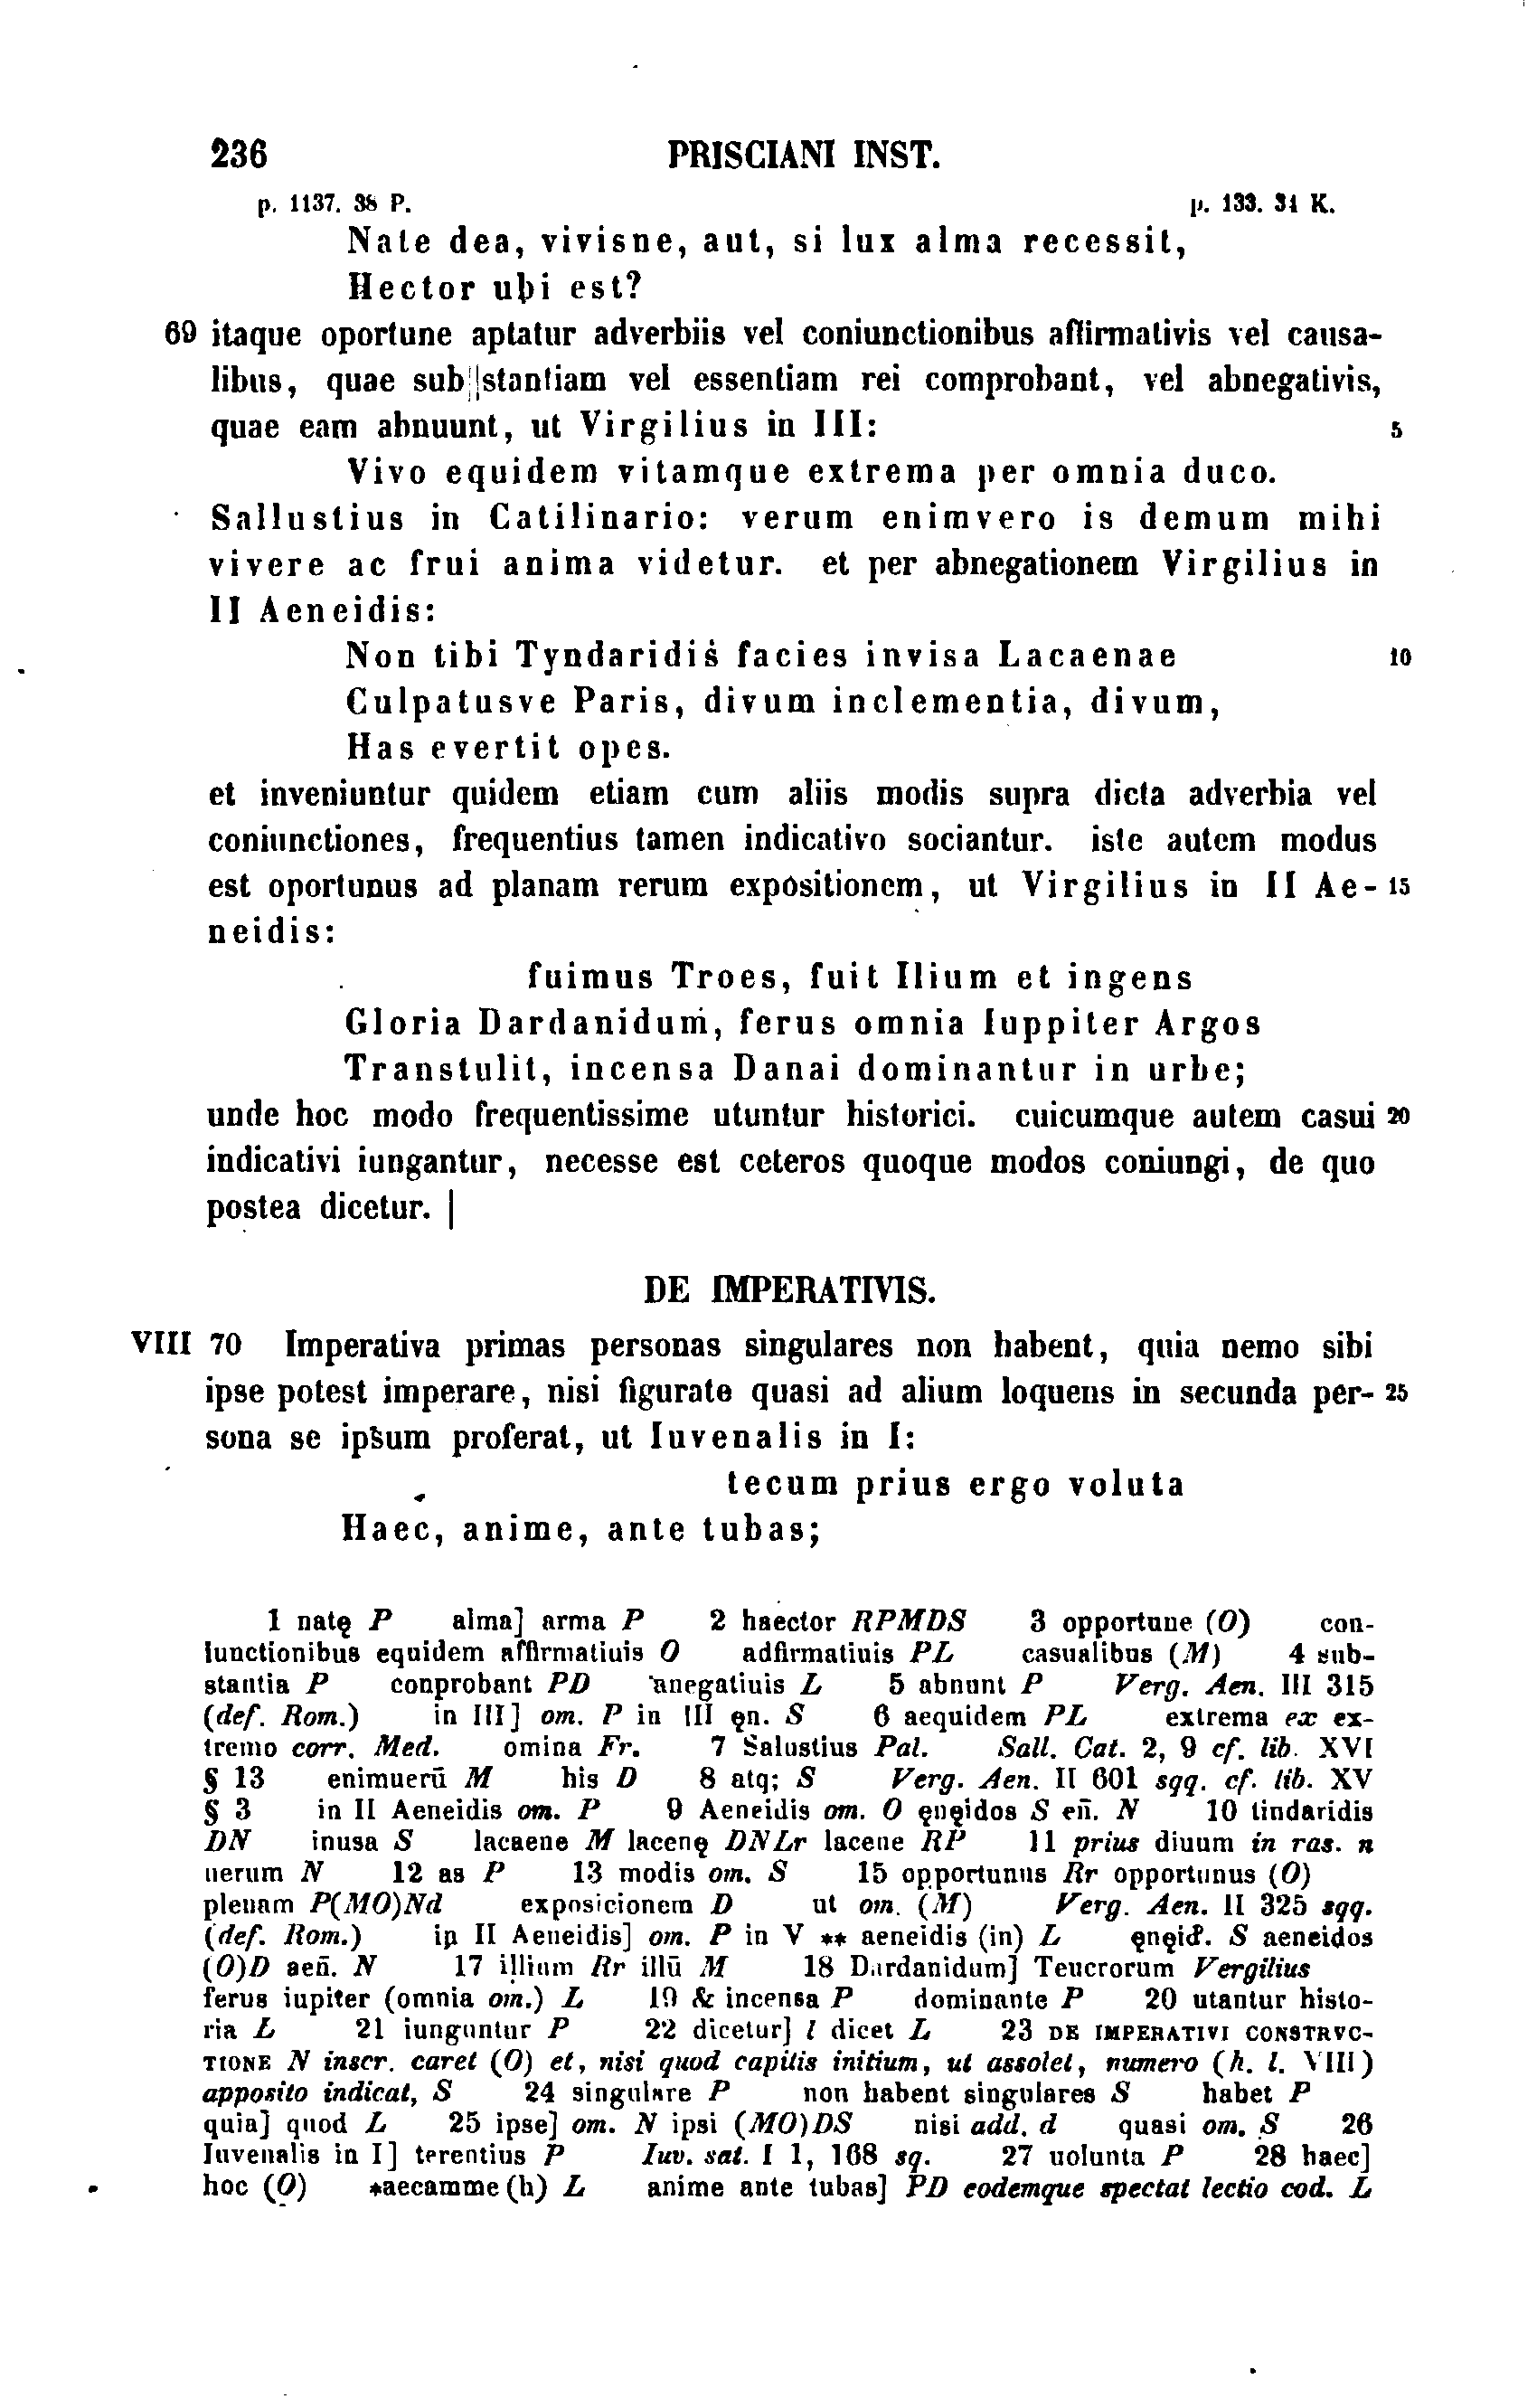 236 PRISCIANI INST.
p. 1137. 38 P. p. 133. 34 K.
Nate dea, vivisne, aut, si lux alma recessit,
Hector ubi est?
69 itaque oportune aptatur adverbiis vel coniunctionibus affirmativis vel causa-
libus, quae sub||stantiam vel essentiam rei comprobant, vel abnegativis,
quae eam abnuunt, ut Virgilius in III: 5
Vivo equidem vitamque extrema per omnia duco.
Sallustius in Catilinario: verum enimvero is demum mihi
vivere ac frui anima videtur. et per abnegationem Virgilius in
II Aeneidis:
Non tibi Tyndaridis facies invisa Lacaenae 10
Culpatusve Paris, divum inclementia, divum,
Has evertit opes.
et inveniuntur quidem etiam cum aliis modis supra dicta adverbia vel
coniunctiones, frequentius tamen indicativo sociantur. iste autem modus
est oportunus ad planam rerum expositionem, ut Virgilius in II Ae- 15
neidis:
fuimus Troes, fuit Ilium et ingens
Gloria Dardanidum, ferus omnia Iuppiter Argos
Transtulit, incensa Danai dominantur in urbe;
unde hoc modo frequentissime utuntur historici. cuicumque autem casui 20
indicativi iungantur, necesse est ceteros quoque modos coniungi, de quo
postea dicetur. |
DE IMPERATIVIS.
VIII 70 Imperativa primas personas singulares non habent, quia nemo sibi
ipse potest imperare, nisi figurate quasi ad alium loquens in secunda per- 25
sona se ipsum proferat, ut Iuvenalis in I:
tecum prius ergo voluta
Haec, anime, ante tubas;
1 natę P alma] arma P 2 haector RPMDS 3 opportune (O) con-
iunctionibus equidem affirmatiuis O adfirmatiuis PL casualibus (M) 4 sub-
stantia P conprobant PD anegatiuis L 5 abnunt P Verg. Aen. III 315
(def. Rom.) in III] om. P in III ęn. S 6 aequidem PL extrema ex ex-
tremo corr. Med. omina Fr. 7 Salustius Pal. Sall. Cat. 2, 9 cf. lib. XVI
§ 13 enimuerū M his D 8 atq; S Verg. Aen. II 601 sqq. cf. lib. XV
§ 3 in II Aeneidis om. P 9 Aeneidis om. O ęnęidos S en̄. N 10 tindaridis
DN inusa S lacaene M lacenę DNLr lacene RP 11 prius diuum in ras. n
uerum N 12 as P 13 modis om. S 15 opportunus Rr opportunus (O)
plenam P(MO)Nd exposicionem D ut om. (M) Verg. Aen. II 325 sqq.
(def. Rom.) in II Aeneidis] om. P in V ** aeneidis (in) L ęnęid. S aeneidos
(O)D aen̄. N 17 illium Rr illū M 18 Dardanidum] Teucrorum Vergilius
ferus iupiter (omnia om.) L 19 & incensa P dominante P 20 utantur histo-
ria L 21 iunguntur P 22 dicetur] l dicet L 23 DE IMPERATIVI CONSTRVC-
TIONE N inscr. caret (O) et, nisi quod capitis initium, ut assolet, numero (h. l. VIII)
apposito indicat, S 24 singulare P non habent singulares S habet P
quia] quod L 25 ipse] om. N ipsi (MO)DS nisi add. d quasi om. S 26
Iuvenalis in I] terentius P Iuv. sat. I 1, 168 sq. 27 uolunta P 28 haec]
hoc (O) *aecamme (h) L anime ante tubas] PD eodemque spectat lectio cod. L